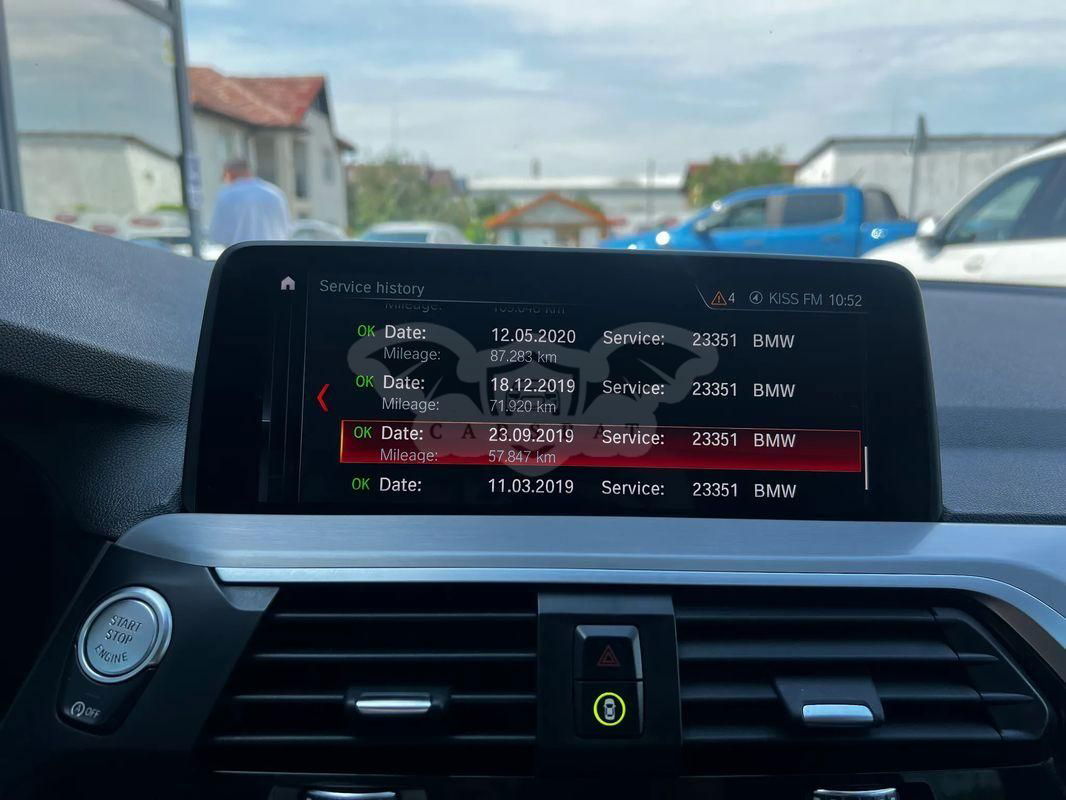 Service history
4 KISS FM 10:52
Mileage:
OK Date: 12.05.2020 Service: 23351 BMW
Mileage: 87.283 km
OK Date: 18.12.2019 Service: 23351 BMW
Mileage: 71.920 km
OK Date: 23.09.2019 Service: 23351 BMW
Mileage: 57.847 km
OK Date: 11.03.2019 Service: 23351 BMW
START
STOP
ENGINE
OFF